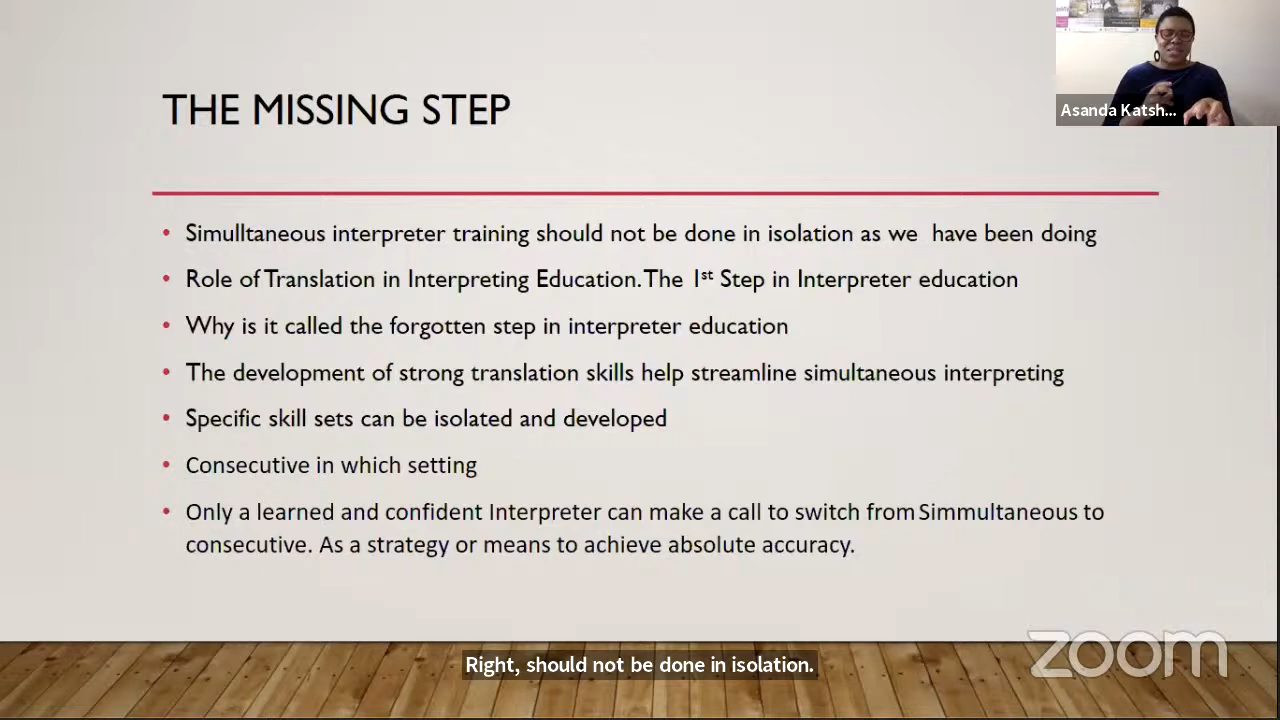 THE MISSING STEP
Asanda Katsh...
• Simulltaneous interpreter training should not be done in isolation as we have been doing
• Role of Translation in Interpreting Education. The 1st Step in Interpreter education
• Why is it called the forgotten step in interpreter education
• The development of strong translation skills help streamline simultaneous interpreting
• Specific skill sets can be isolated and developed
• Consecutive in which setting
• Only a learned and confident Interpreter can make a call to switch from Simmultaneous to
consecutive. As a strategy or means to achieve absolute accuracy.
Right, should not be done in isolation.
zoom